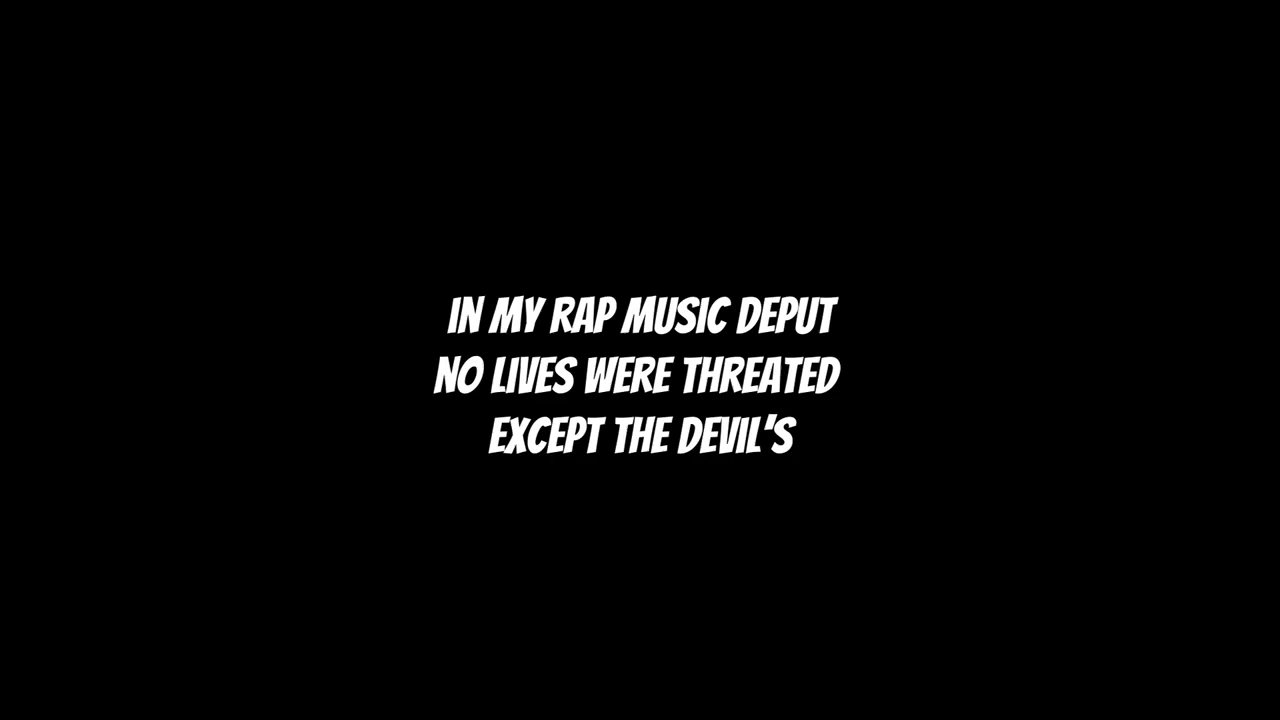 IN MY RAP MUSIC DEPUT
NO LIVES WERE THREATED
EXCEPT THE DEVIL'S